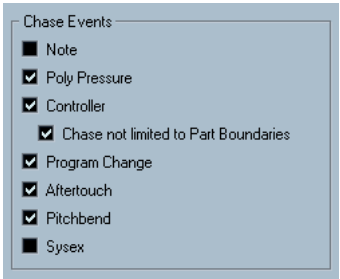 Chase Events
Note
Poly Pressure
Controller
Chase not limited to Part Boundaries
Program Change
Aftertouch
Pitchbend
Sysex